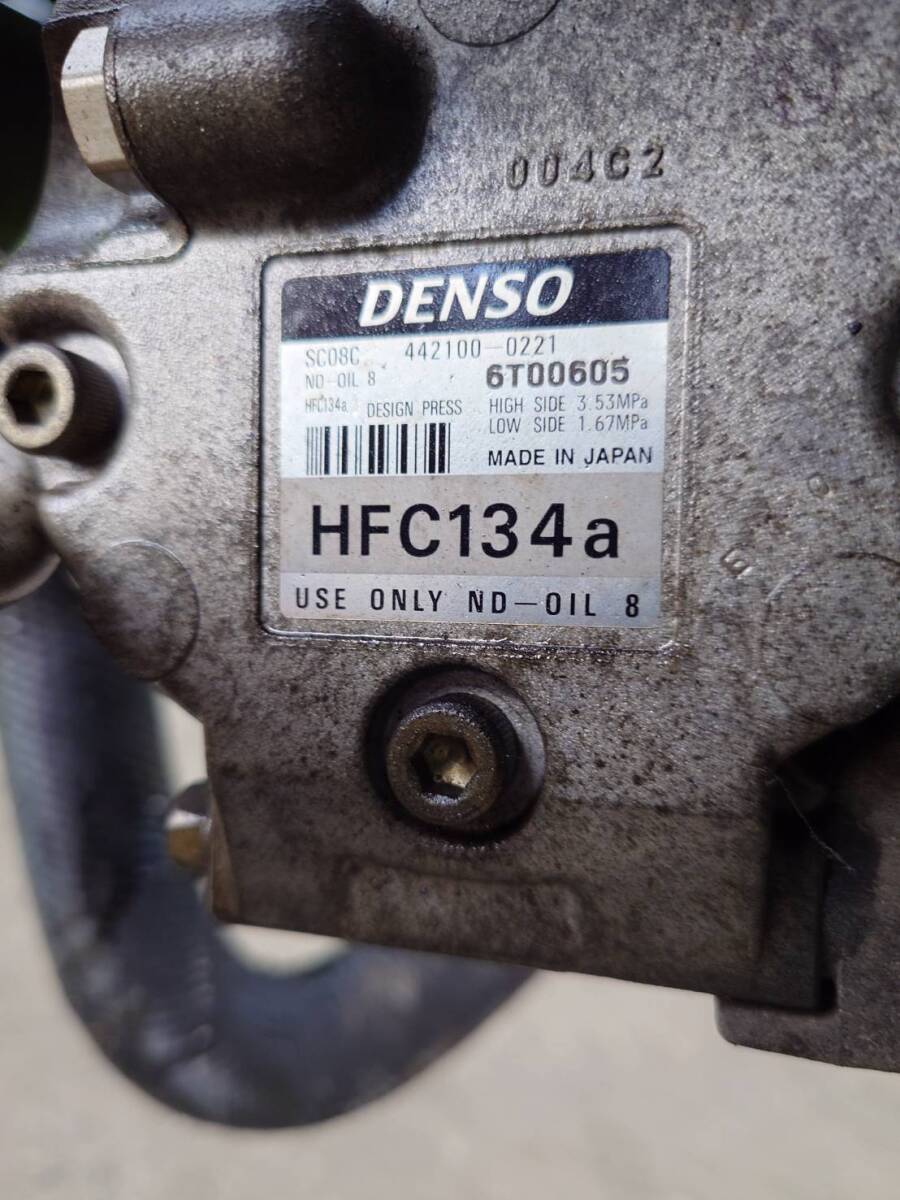 004C2
DENSO
SC08C 442100-0221
ND-OIL 8 6T00605
HFC134a DESIGN PRESS HIGH SIDE 3.53MPa
LOW SIDE 1.67MPa
MADE IN JAPAN
HFC134a
USE ONLY ND-OIL 8